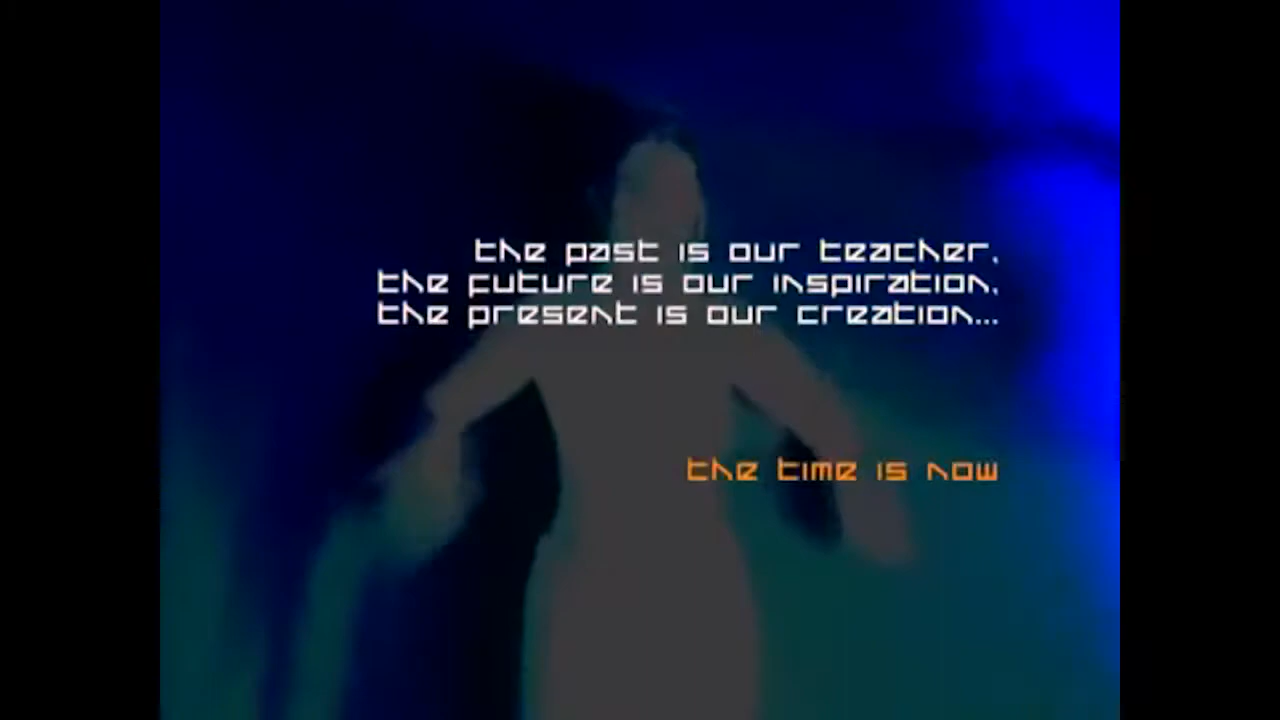 the past is our teacher,
the future is our inspiration,
the present is our creation...
the time is now